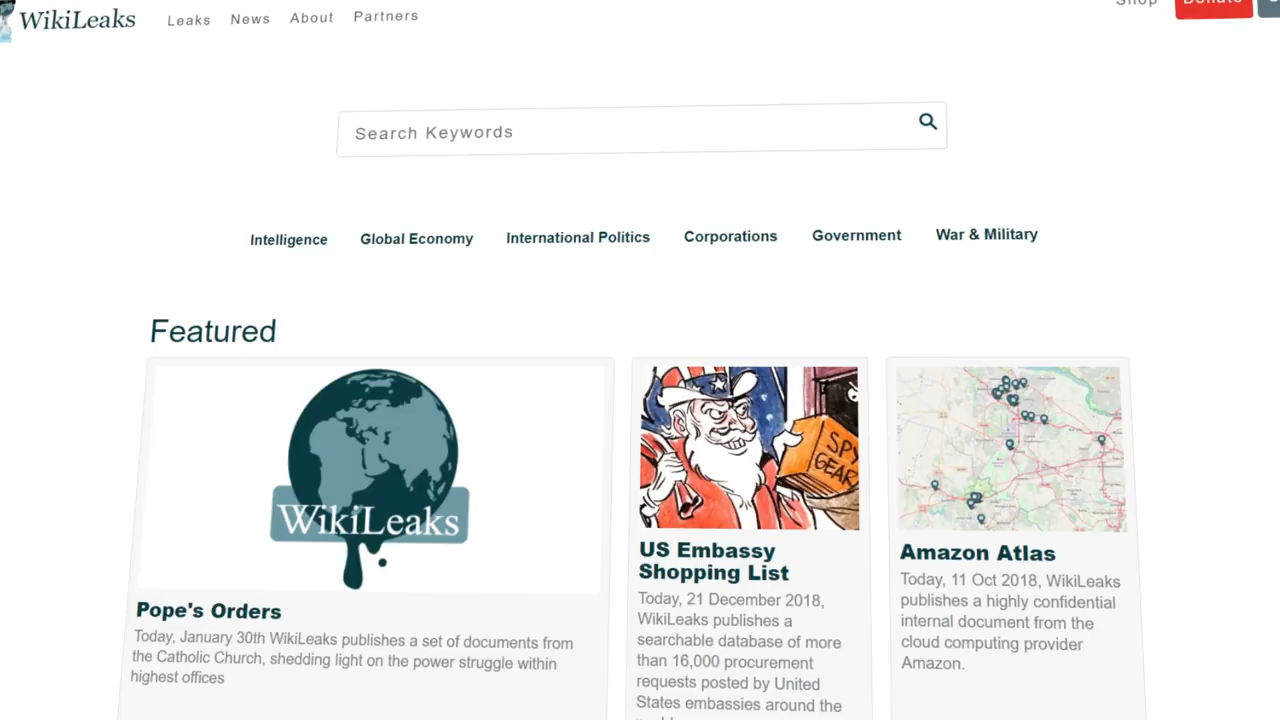 WikiLeaks
Leaks News About Partners
Shop
Donate
Search Keywords
Intelligence Global Economy International Politics Corporations Government War & Military
Featured
WikiLeaks
Pope's Orders
Today, January 30th WikiLeaks publishes a set of documents from
the Catholic Church, shedding light on the power struggle within
highest offices
SPY
GEAR
US Embassy
Shopping List
Today, 21 December 2018,
WikiLeaks publishes a
searchable database of more
than 16,000 procurement
requests posted by United
States embassies around the
Amazon Atlas
Today, 11 Oct 2018, WikiLeaks
publishes a highly confidential
internal document from the
cloud computing provider
Amazon.